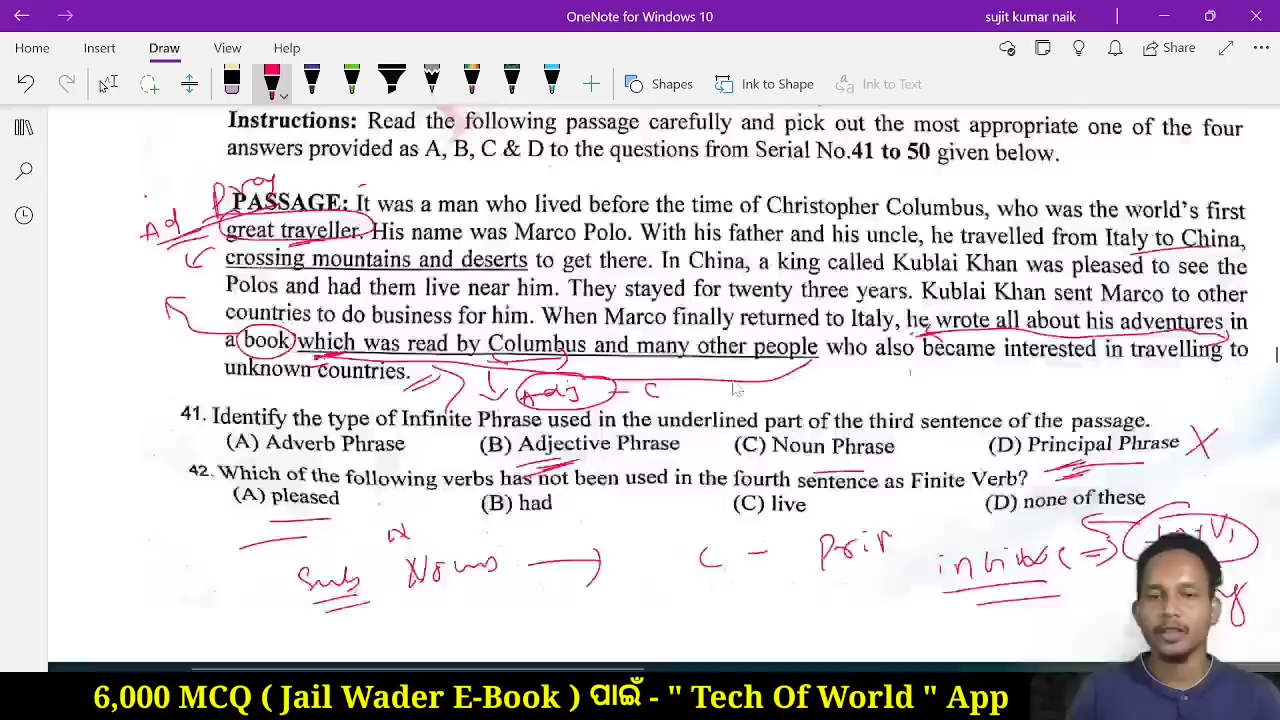 OneNote for Windows 10
sujit kumar naik
Home Insert Draw View Help
Share
Shapes Ink to Shape Ink to Text
Instructions: Read the following passage carefully and pick out the most appropriate one of the four
answers provided as A, B, C & D to the questions from Serial No.41 to 50 given below.
PASSAGE: It was a man who lived before the time of Christopher Columbus, who was the world's first
Ad
great traveller. His name was Marco Polo. With his father and his uncle, he travelled from Italy to China,
crossing mountains and deserts to get there. In China, a king called Kublai Khan was pleased to see the
Polos and had them live near him. They stayed for twenty three years. Kublai Khan sent Marco to other
countries to do business for him. When Marco finally returned to Italy, he wrote all about his adventures in
a book which was read by Columbus and many other people who also became interested in travelling to
unknown countries.
Adj - C
41. Identify the type of Infinite Phrase used in the underlined part of the third sentence of the passage.
(A) Adverb Phrase (B) Adjective Phrase (C) Noun Phrase (D) Principal Phrase
42. Which of the following verbs has not been used in the fourth sentence as Finite Verb?
(A) pleased (B) had (C) live (D) none of these
Sub Noun C -
6,000 MCQ ( Jail Wader E-Book ) ପାଇଁ - " Tech Of World " App